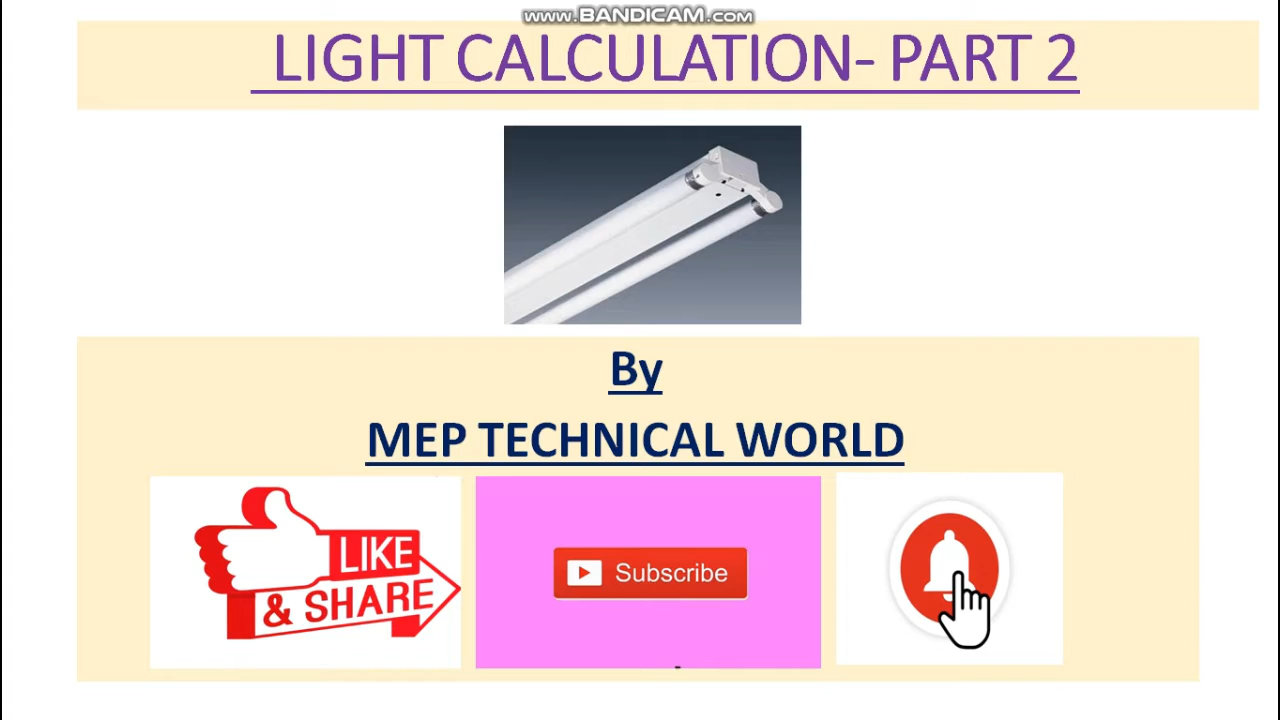 www.BANDICAM.com
LIGHT CALCULATION- PART 2
By
MEP TECHNICAL WORLD
LIKE
& SHARE
Subscribe